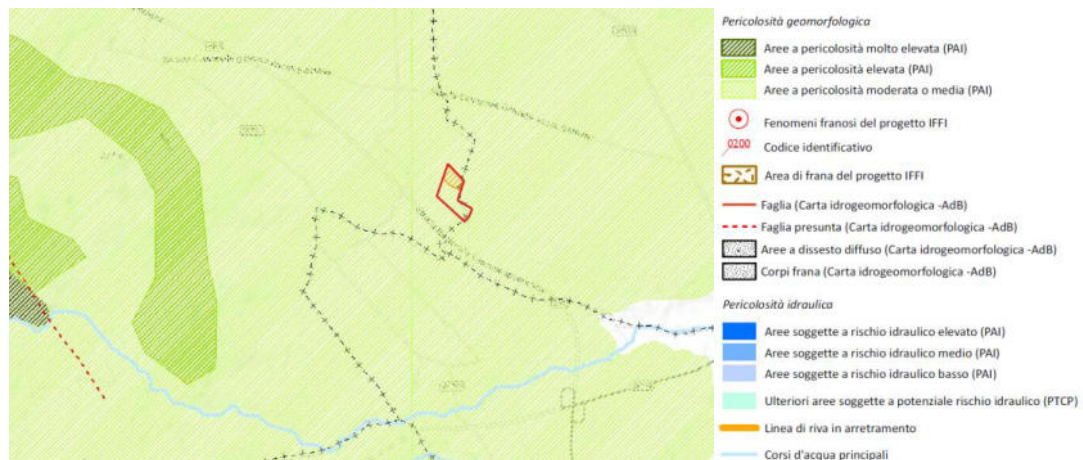 Pericolosità geomorfologica
Aree a pericolosità molto elevata (PAI)
Aree a pericolosità elevata (PAI)
Aree a pericolosità moderata o media (PAI)
Fenomeni franosi del progetto IFFI
0200 Codice identificativo
Area di frana del progetto IFFI
Faglia (Carta idrogeomorfologica -AdB)
Faglia presunta (Carta idrogeomorfologica -AdB)
Aree a dissesto diffuso (Carta idrogeomorfologica -AdB)
Corpi frana (Carta idrogeomorfologica -AdB)
Pericolosità idraulica
Aree soggette a rischio idraulico elevato (PAI)
Aree soggette a rischio idraulico medio (PAI)
Aree soggette a rischio idraulico basso (PAI)
Ulteriori aree soggette a potenziale rischio idraulico (PTCP)
Linea di riva in arretramento
Corsi d'acqua principali